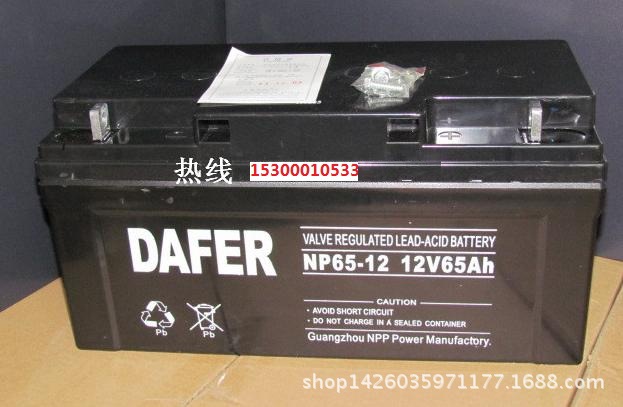 热线 15300010533
DAFER
VALVE REGULATED LEAD-ACID BATTERY
NP65-12 12V65Ah
CAUTION
• AVOID SHORT CIRCUIT
• DO NOT CHARGE IN A SEALED CONTAINER
Guangzhou NPP Power Manufactory.
Pb
Pb
shop1426035971177.1688.com